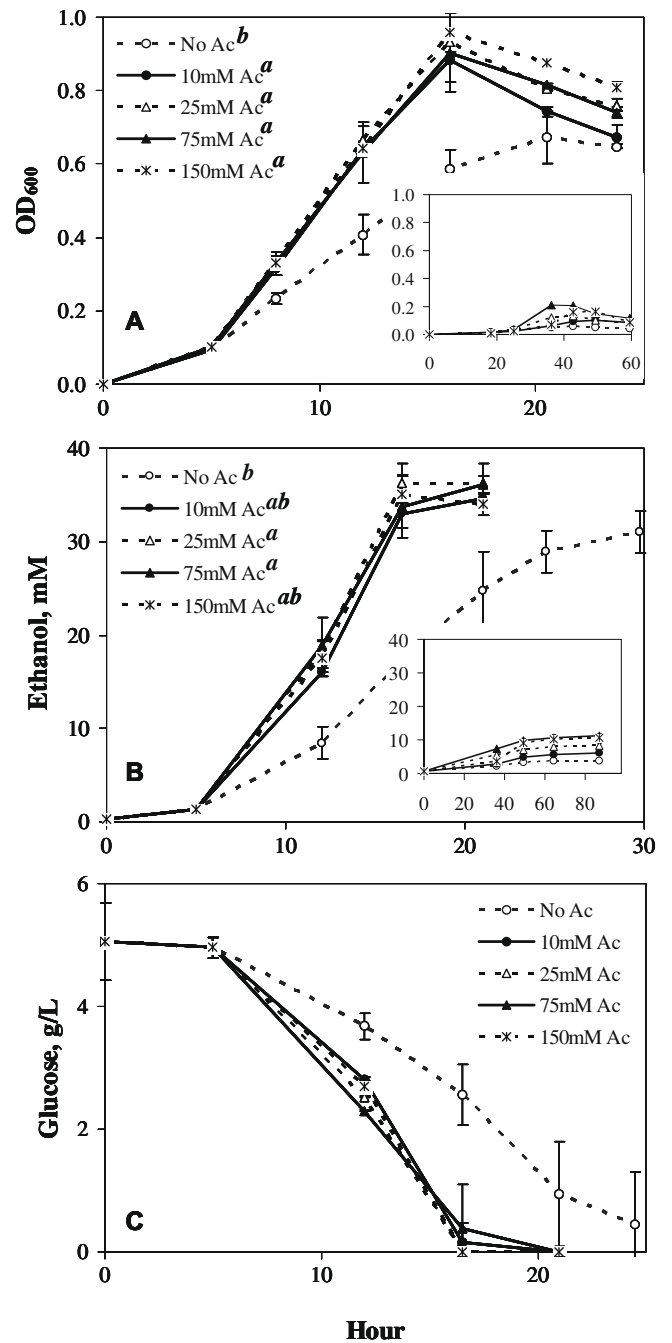 1.0
0.8
0.6
0.4
0.2
0.0
OD600
No Ac b
10mM Ac a
25mM Ac a
75mM Ac a
150mM Ac a
A
1.0
0.8
0.6
0.4
0.2
0.0
0 20 40 60
0 10 20
40
30
20
10
0
Ethanol, mM
No Ac b
10mM Ac ab
25mM Ac a
75mM Ac a
150mM Ac ab
B
40
30
20
10
0
0 20 40 60 80
0 10 20 30
6
4
2
0
Glucose, g/L
No Ac
10mM Ac
25mM Ac
75mM Ac
150mM Ac
C
0 10 20
Hour